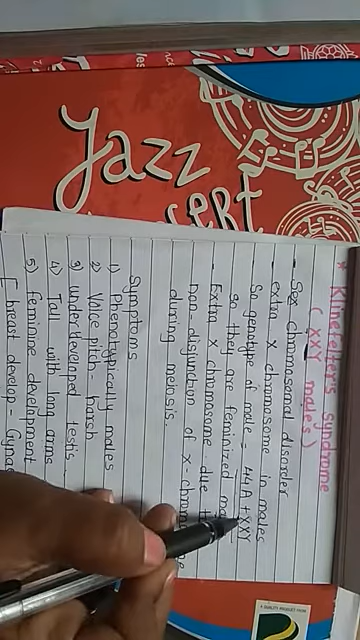 Jazz
* Klinefelter's syndrome
( XXY males )
- Sex chromosomal disorder
- extra x chromosome in males
So genotype of male = 44A + XXY
so they are feminized
- Extra x chromosome due
non-disjunction of x-
during meiosis.
Symptoms
1) Phenotypically males
2) Voice pitch - harsh
3) underdeveloped testis
4) Tall with long arms
5) feminine development
[ breast develop -